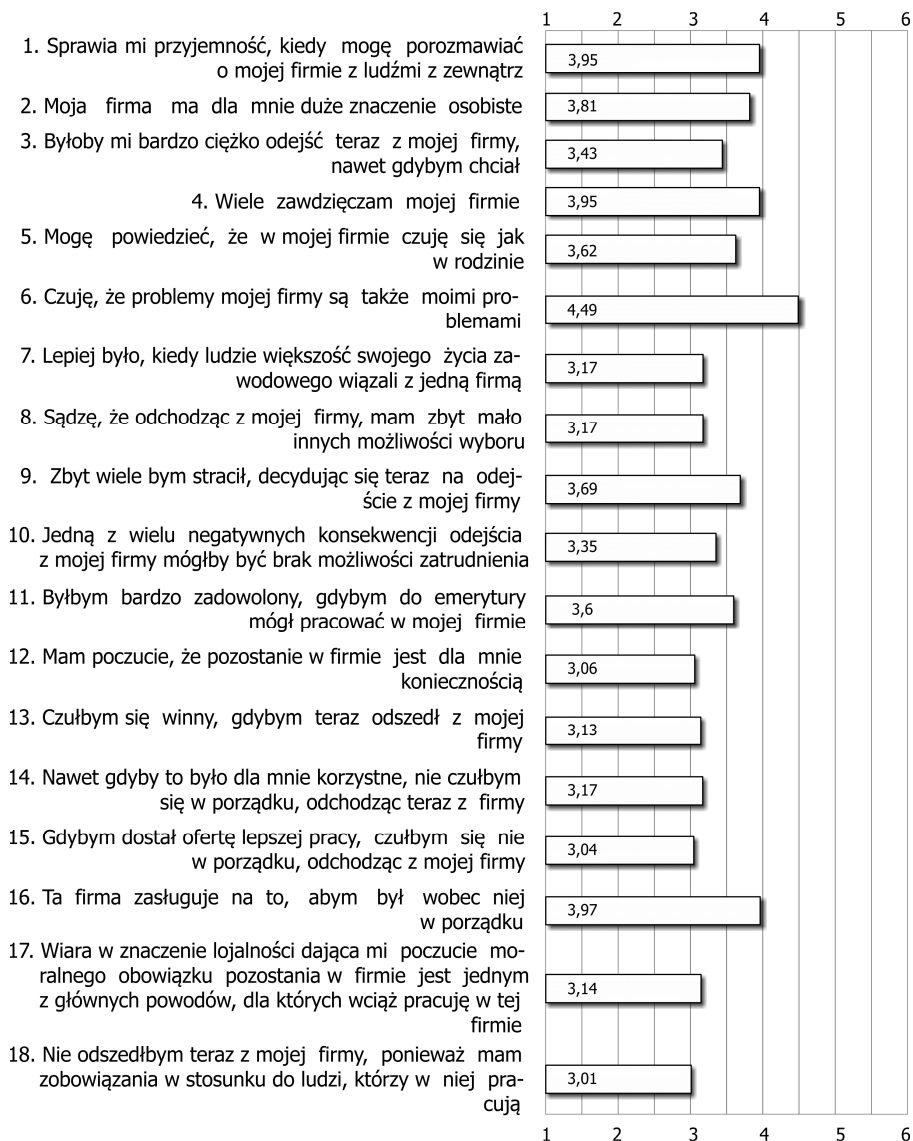 1 2 3 4 5 6
1. Sprawia mi przyjemność, kiedy mogę porozmawiać
o mojej firmie z ludźmi z zewnątrz
3,95
2. Moja firma ma dla mnie duże znaczenie osobiste
3,81
3. Byłoby mi bardzo ciężko odejść teraz z mojej firmy,
nawet gdybym chciał
3,43
4. Wiele zawdzięczam mojej firmie
3,95
5. Mogę powiedzieć, że w mojej firmie czuję się jak
w rodzinie
3,62
6. Czuję, że problemy mojej firmy są także moimi pro-
blemami
4,49
7. Lepiej było, kiedy ludzie większość swojego życia za-
wodowego wiązali z jedną firmą
3,17
8. Sądzę, że odchodząc z mojej firmy, mam zbyt mało
innych możliwości wyboru
3,17
9. Zbyt wiele bym stracił, decydując się teraz na odej-
ście z mojej firmy
3,69
10. Jedną z wielu negatywnych konsekwencji odejścia
z mojej firmy mógłby być brak możliwości zatrudnienia
3,35
11. Byłbym bardzo zadowolony, gdybym do emerytury
mógł pracować w mojej firmie
3,6
12. Mam poczucie, że pozostanie w firmie jest dla mnie
koniecznością
3,06
13. Czułbym się winny, gdybym teraz odszedł z mojej
firmy
3,13
14. Nawet gdyby to było dla mnie korzystne, nie czułbym
się w porządku, odchodząc teraz z firmy
3,17
15. Gdybym dostał ofertę lepszej pracy, czułbym się nie
w porządku, odchodząc z mojej firmy
3,04
16. Ta firma zasługuje na to, abym był wobec niej
w porządku
3,97
17. Wiara w znaczenie lojalności dająca mi poczucie mo-
ralnego obowiązku pozostania w firmie jest jednym
z głównych powodów, dla których wciąż pracuję w tej
firmie
3,14
18. Nie odszedłbym teraz z mojej firmy, ponieważ mam
zobowiązania w stosunku do ludzi, którzy w niej pra-
cują
3,01
1 2 3 4 5 6